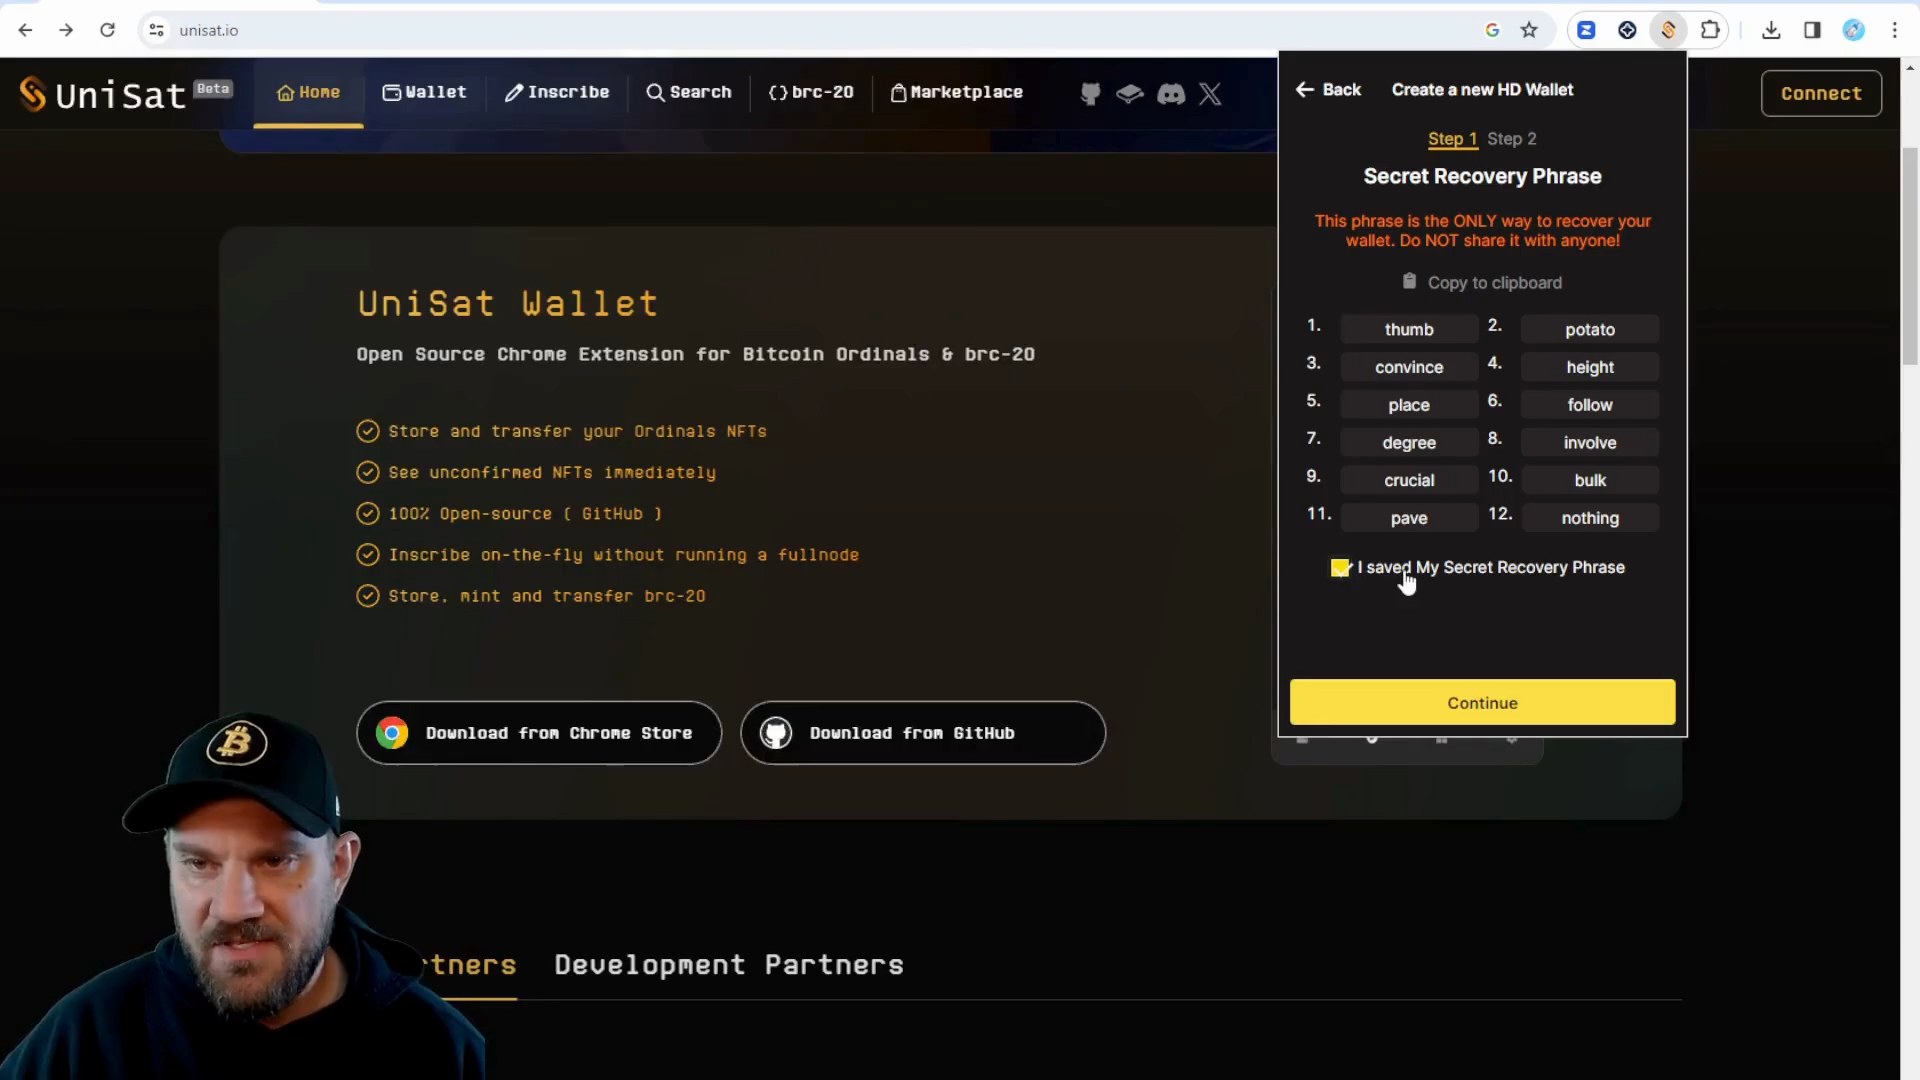 unisat.io
UniSat Beta
Home
Wallet
Inscribe
Search
{} brc-20
Marketplace
Connect
Back
Create a new HD Wallet
Step 1 Step 2
Secret Recovery Phrase
This phrase is the ONLY way to recover your
wallet. Do NOT share it with anyone!
Copy to clipboard
1. thumb 2. potato
3. convince 4. height
5. place 6. follow
7. degree 8. involve
9. crucial 10. bulk
11. pave 12. nothing
I saved My Secret Recovery Phrase
Continue
UniSat Wallet
Open Source Chrome Extension for Bitcoin Ordinals & brc-20
Store and transfer your Ordinals NFTs
See unconfirmed NFTs immediately
100% Open-source ( GitHub )
Inscribe on-the-fly without running a fullnode
Store, mint and transfer brc-20
Download from Chrome Store
Download from GitHub
Development Partners